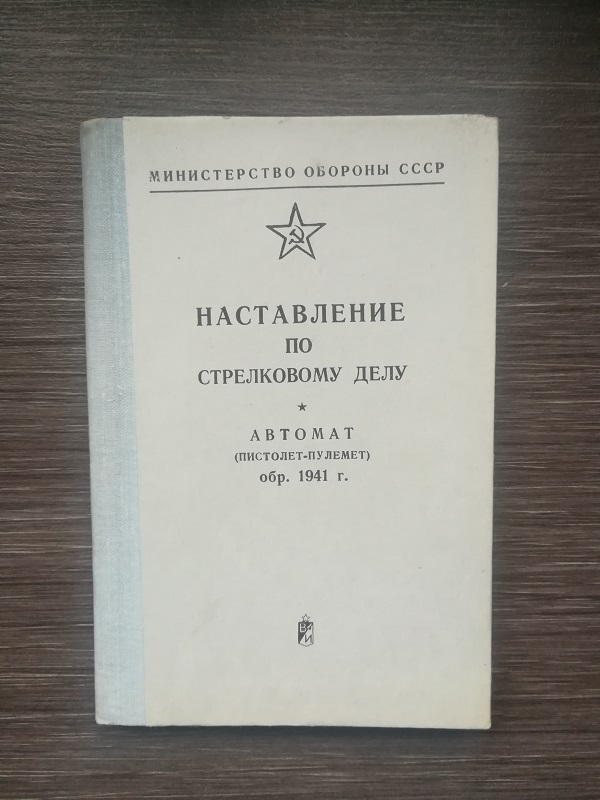 МИНИСТЕРСТВО ОБОРОНЫ СССР
НАСТАВЛЕНИЕ
ПО
СТРЕЛКОВОМУ ДЕЛУ
АВТОМАТ
(ПИСТОЛЕТ-ПУЛЕМЕТ)
обр. 1941 г.